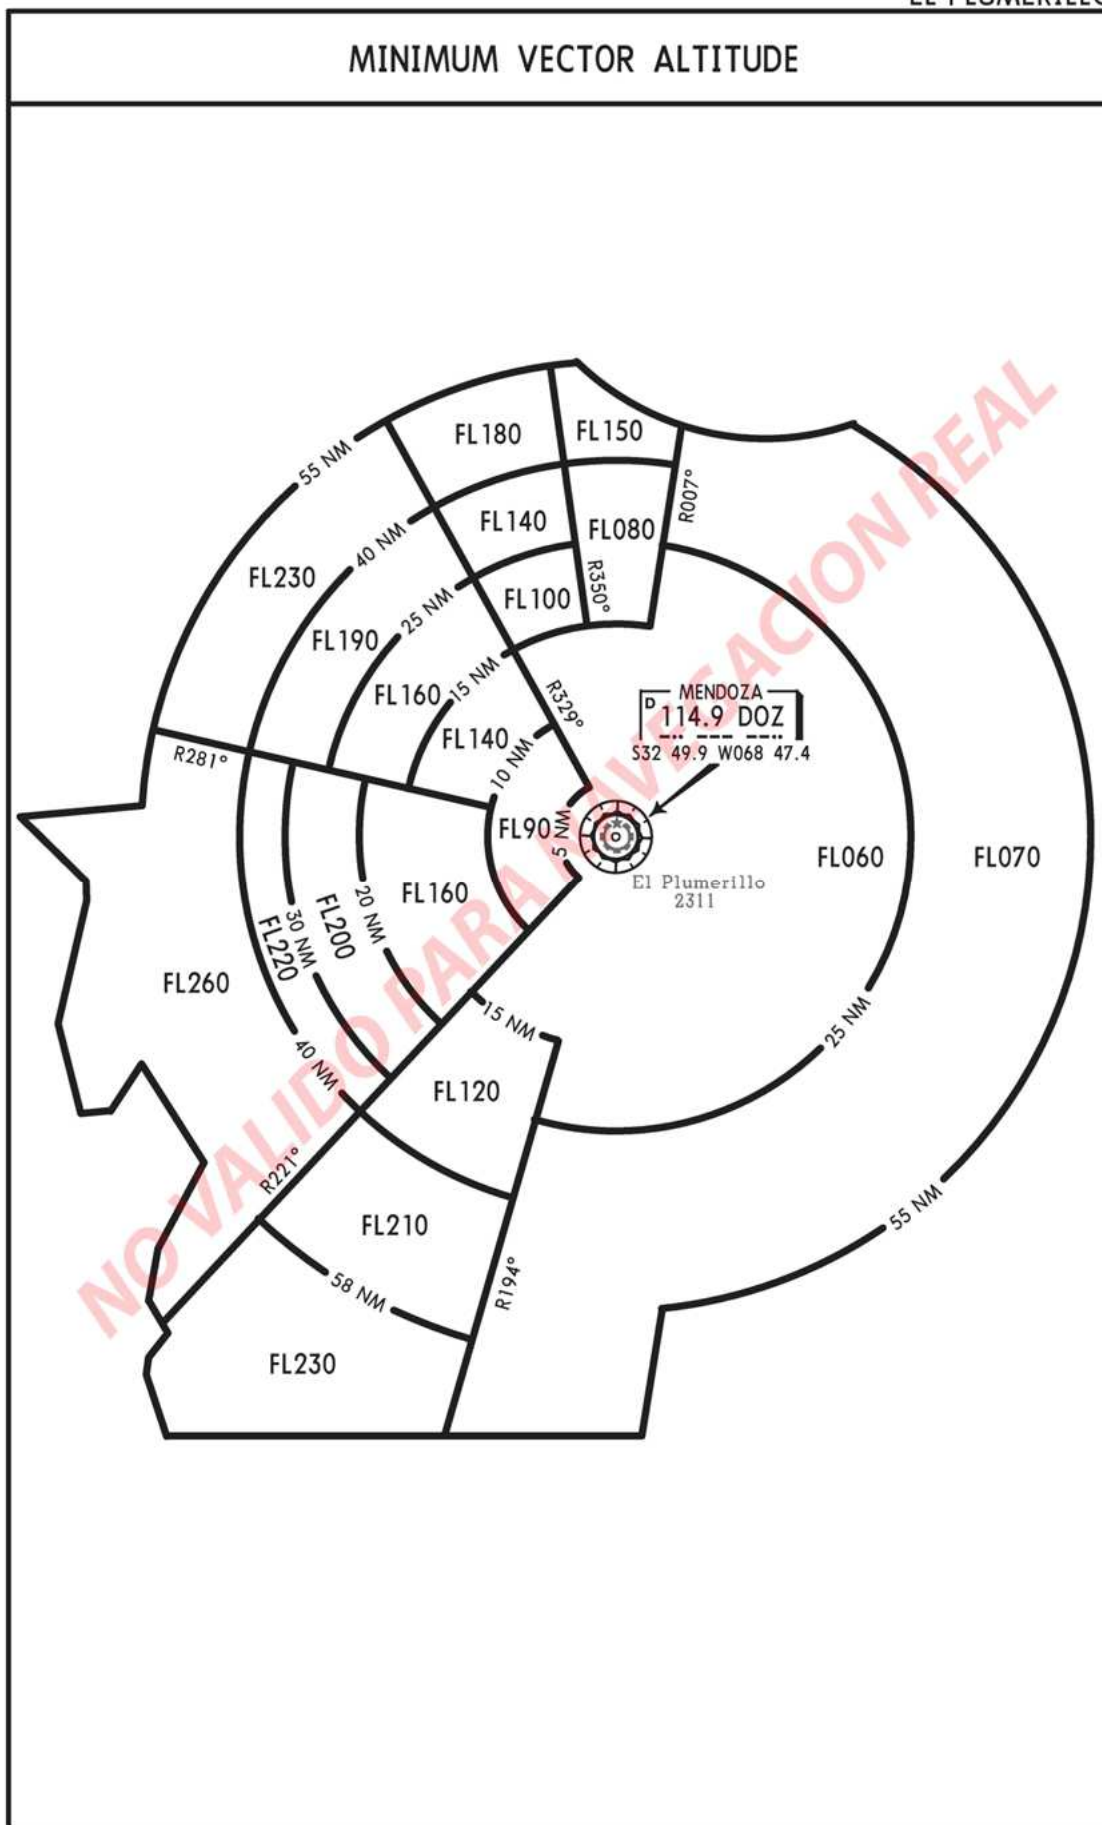 EL PLUMERILLO
MINIMUM VECTOR ALTITUDE
FL180
FL150
55 NM
R007°
FL140
FL080
40 NM
FL230
R350°
FL100
25 NM
FL190
15 NM
FL160
R329°
MENDOZA
D
114.9 DOZ
S32 49.9 W068 47.4
FL140
R281°
10 NM
FL90
5 NM
FL060
FL070
El Plumerillo
2311
FL160
20 NM
FL200
30 NM
FL220
FL260
15 NM
25 NM
40 NM
FL120
R221°
55 NM
FL210
R194°
58 NM
FL230
NO VALIDO PARA NAVEGACION REAL